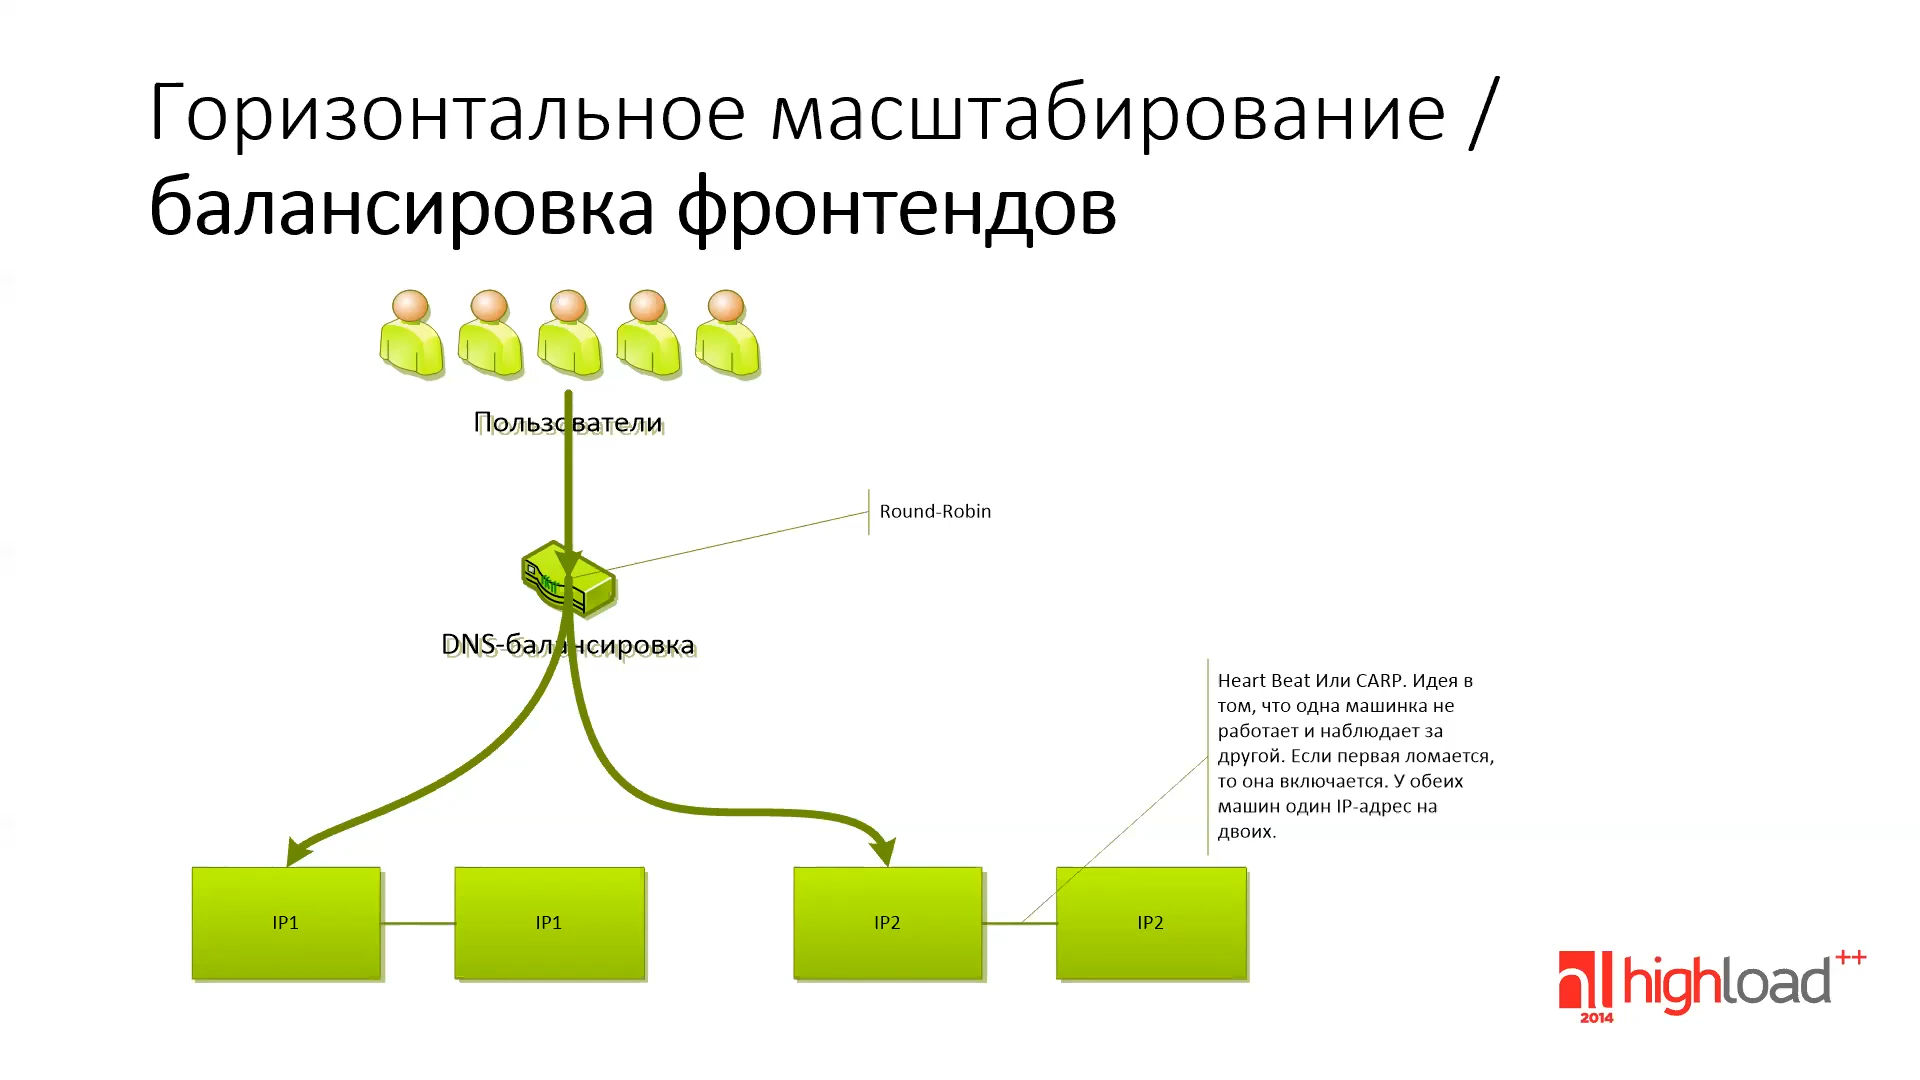 Горизонтальное масштабирование /
балансировка фронтендов
Пользователи
Round-Robin
DNS-балансировка
Heart Beat Или CARP. Идея в
том, что одна машинка не
работает и наблюдает за
другой. Если первая ломается,
то она включается. У обеих
машин один IP-адрес на
двоих.
IP1
IP1
IP2
IP2
highload++
2014